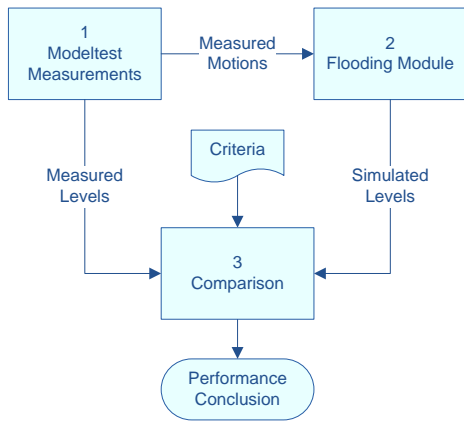 1
Modeltest
Measurements
Measured
Motions
2
Flooding Module
Criteria
Measured
Levels
Simulated
Levels
3
Comparison
Performance
Conclusion